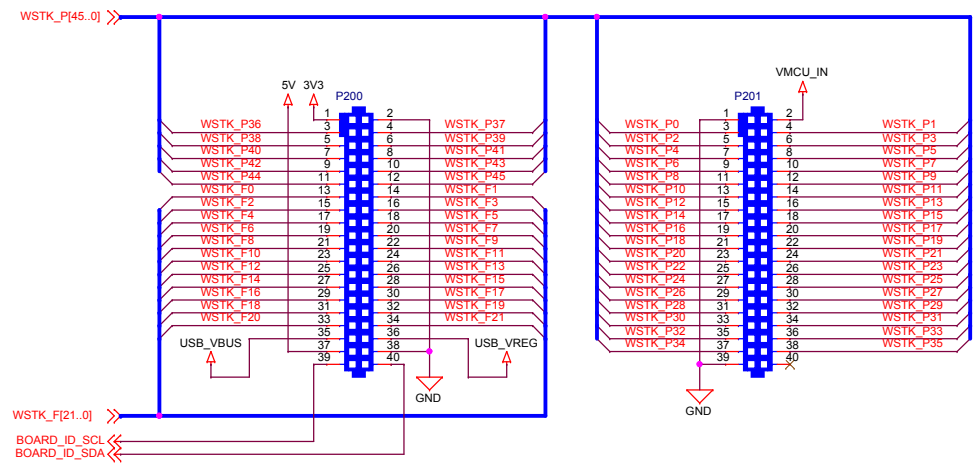 WSTK_P[45..0]
5V 3V3 P200
VMCU_IN
P201
1 2 1 2
WSTK_P36 3 4 WSTK_P37 WSTK_P0 3 4 WSTK_P1
WSTK_P38 5 6 WSTK_P39 WSTK_P2 5 6 WSTK_P3
WSTK_P40 7 8 WSTK_P41 WSTK_P4 7 8 WSTK_P5
WSTK_P42 9 10 WSTK_P43 WSTK_P6 9 10 WSTK_P7
WSTK_P44 11 12 WSTK_P45 WSTK_P8 11 12 WSTK_P9
WSTK_F0 13 14 WSTK_F1 WSTK_P10 13 14 WSTK_P11
WSTK_F2 15 16 WSTK_F3 WSTK_P12 15 16 WSTK_P13
WSTK_F4 17 18 WSTK_F5 WSTK_P14 17 18 WSTK_P15
WSTK_F6 19 20 WSTK_F7 WSTK_P16 19 20 WSTK_P17
WSTK_F8 21 22 WSTK_F9 WSTK_P18 21 22 WSTK_P19
WSTK_F10 23 24 WSTK_F11 WSTK_P20 23 24 WSTK_P21
WSTK_F12 25 26 WSTK_F13 WSTK_P22 25 26 WSTK_P23
WSTK_F14 27 28 WSTK_F15 WSTK_P24 27 28 WSTK_P25
WSTK_F16 29 30 WSTK_F17 WSTK_P26 29 30 WSTK_P27
WSTK_F18 31 32 WSTK_F19 WSTK_P28 31 32 WSTK_P29
WSTK_F20 33 34 WSTK_F21 WSTK_P30 33 34 WSTK_P31
35 36 WSTK_P32 35 36 WSTK_P33
USB_VBUS 37 38 USB_VREG WSTK_P34 37 38 WSTK_P35
39 40 39 40
GND
GND
WSTK_F[21..0]
BOARD_ID_SCL
BOARD_ID_SDA